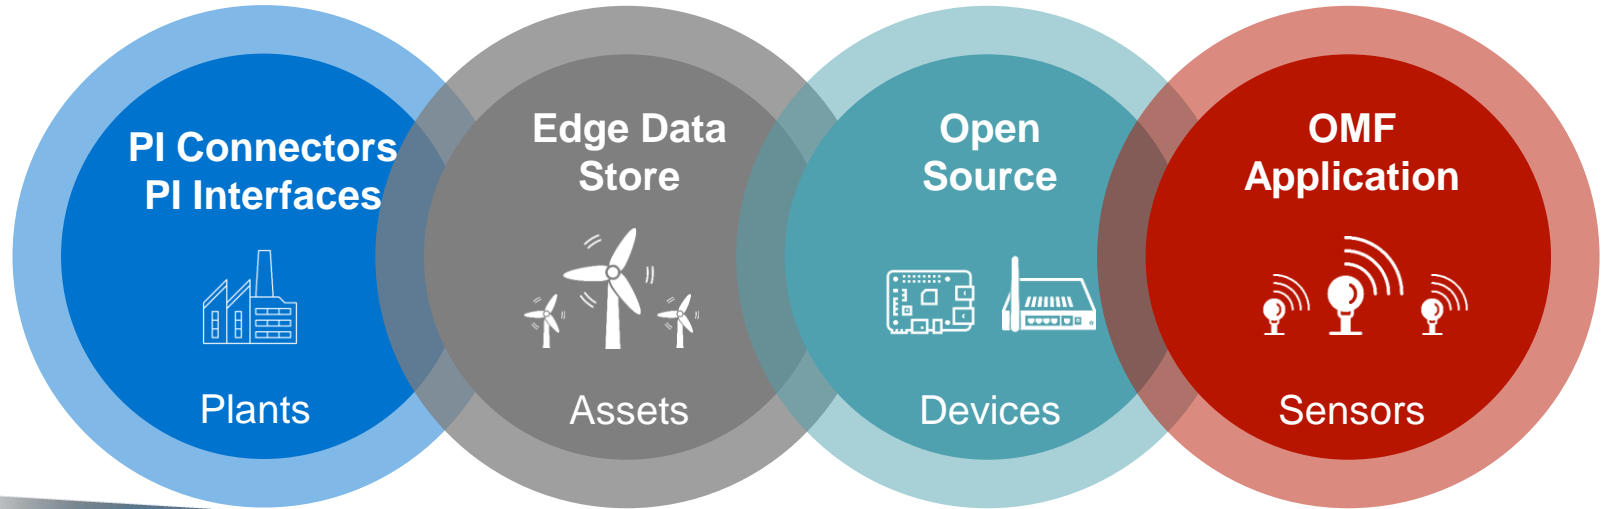 PI Connectors
PI Interfaces
Plants
Edge Data
Store
Assets
Open
Source
Devices
OMF
Application
Sensors